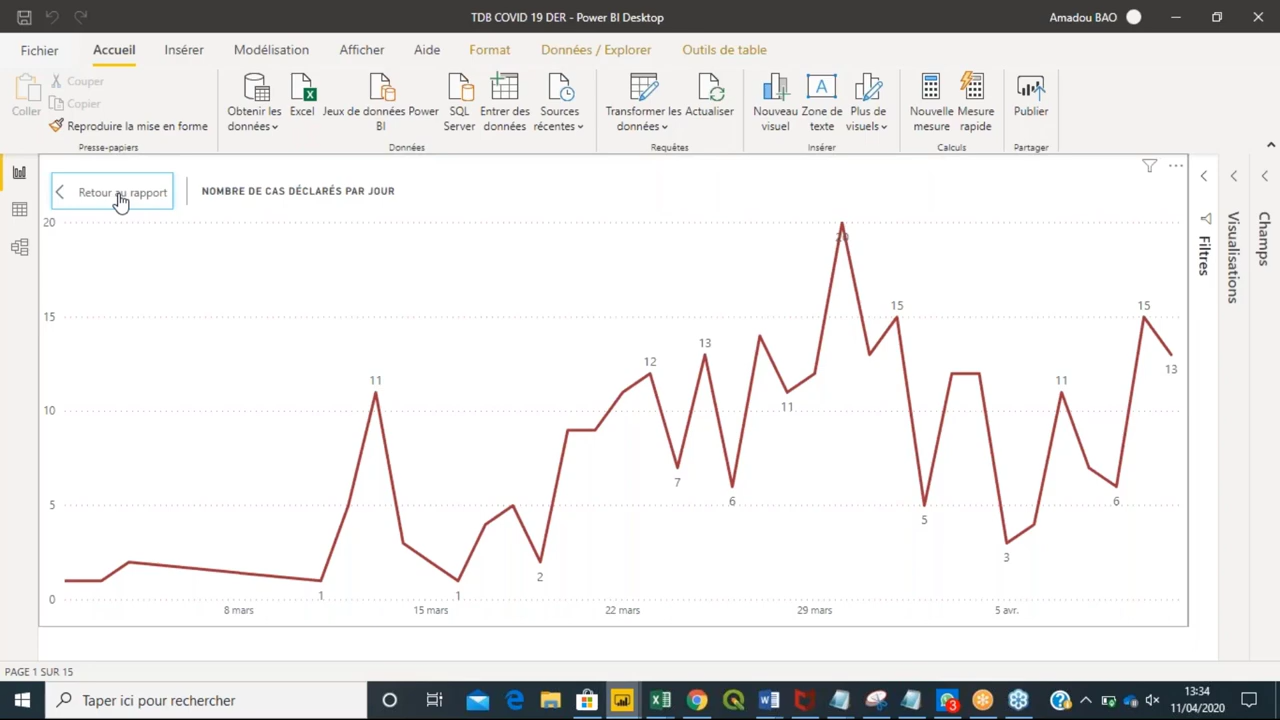 TDB COVID 19 DER - Power BI Desktop
Amadou BAO
Fichier Accueil Insérer Modélisation Afficher Aide Format Données / Explorer Outils de table
Coller
Couper
Copier
Reproduire la mise en forme
Presse-papiers
Obtenir les données
Excel
Jeux de données Power BI
SQL Server
Entrer des données
Sources récentes
Données
Transformer les données
Actualiser
Requêtes
Nouveau visuel
Zone de texte
Plus de visuels
Insérer
Nouvelle mesure
Mesure rapide
Calculs
Publier
Partager
Retour au rapport
NOMBRE DE CAS DÉCLARÉS PAR JOUR
20
15
10
5
0
1
11
1
2
12
7
13
6
11
20
15
5
3
11
6
15
13
8 mars 15 mars 22 mars 29 mars 5 avr.
Filtres
Visualisations
Champs
PAGE 1 SUR 15
Taper ici pour rechercher
3
13:34
11/04/2020